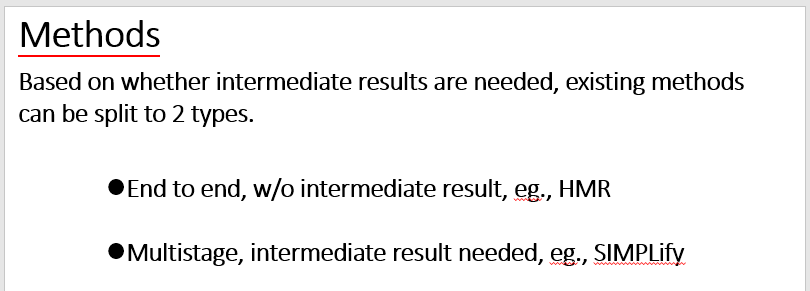 Methods
Based on whether intermediate results are needed, existing methods
can be split to 2 types.
●End to end, w/o intermediate result, eg., HMR
●Multistage, intermediate result needed, eg., SIMPLify